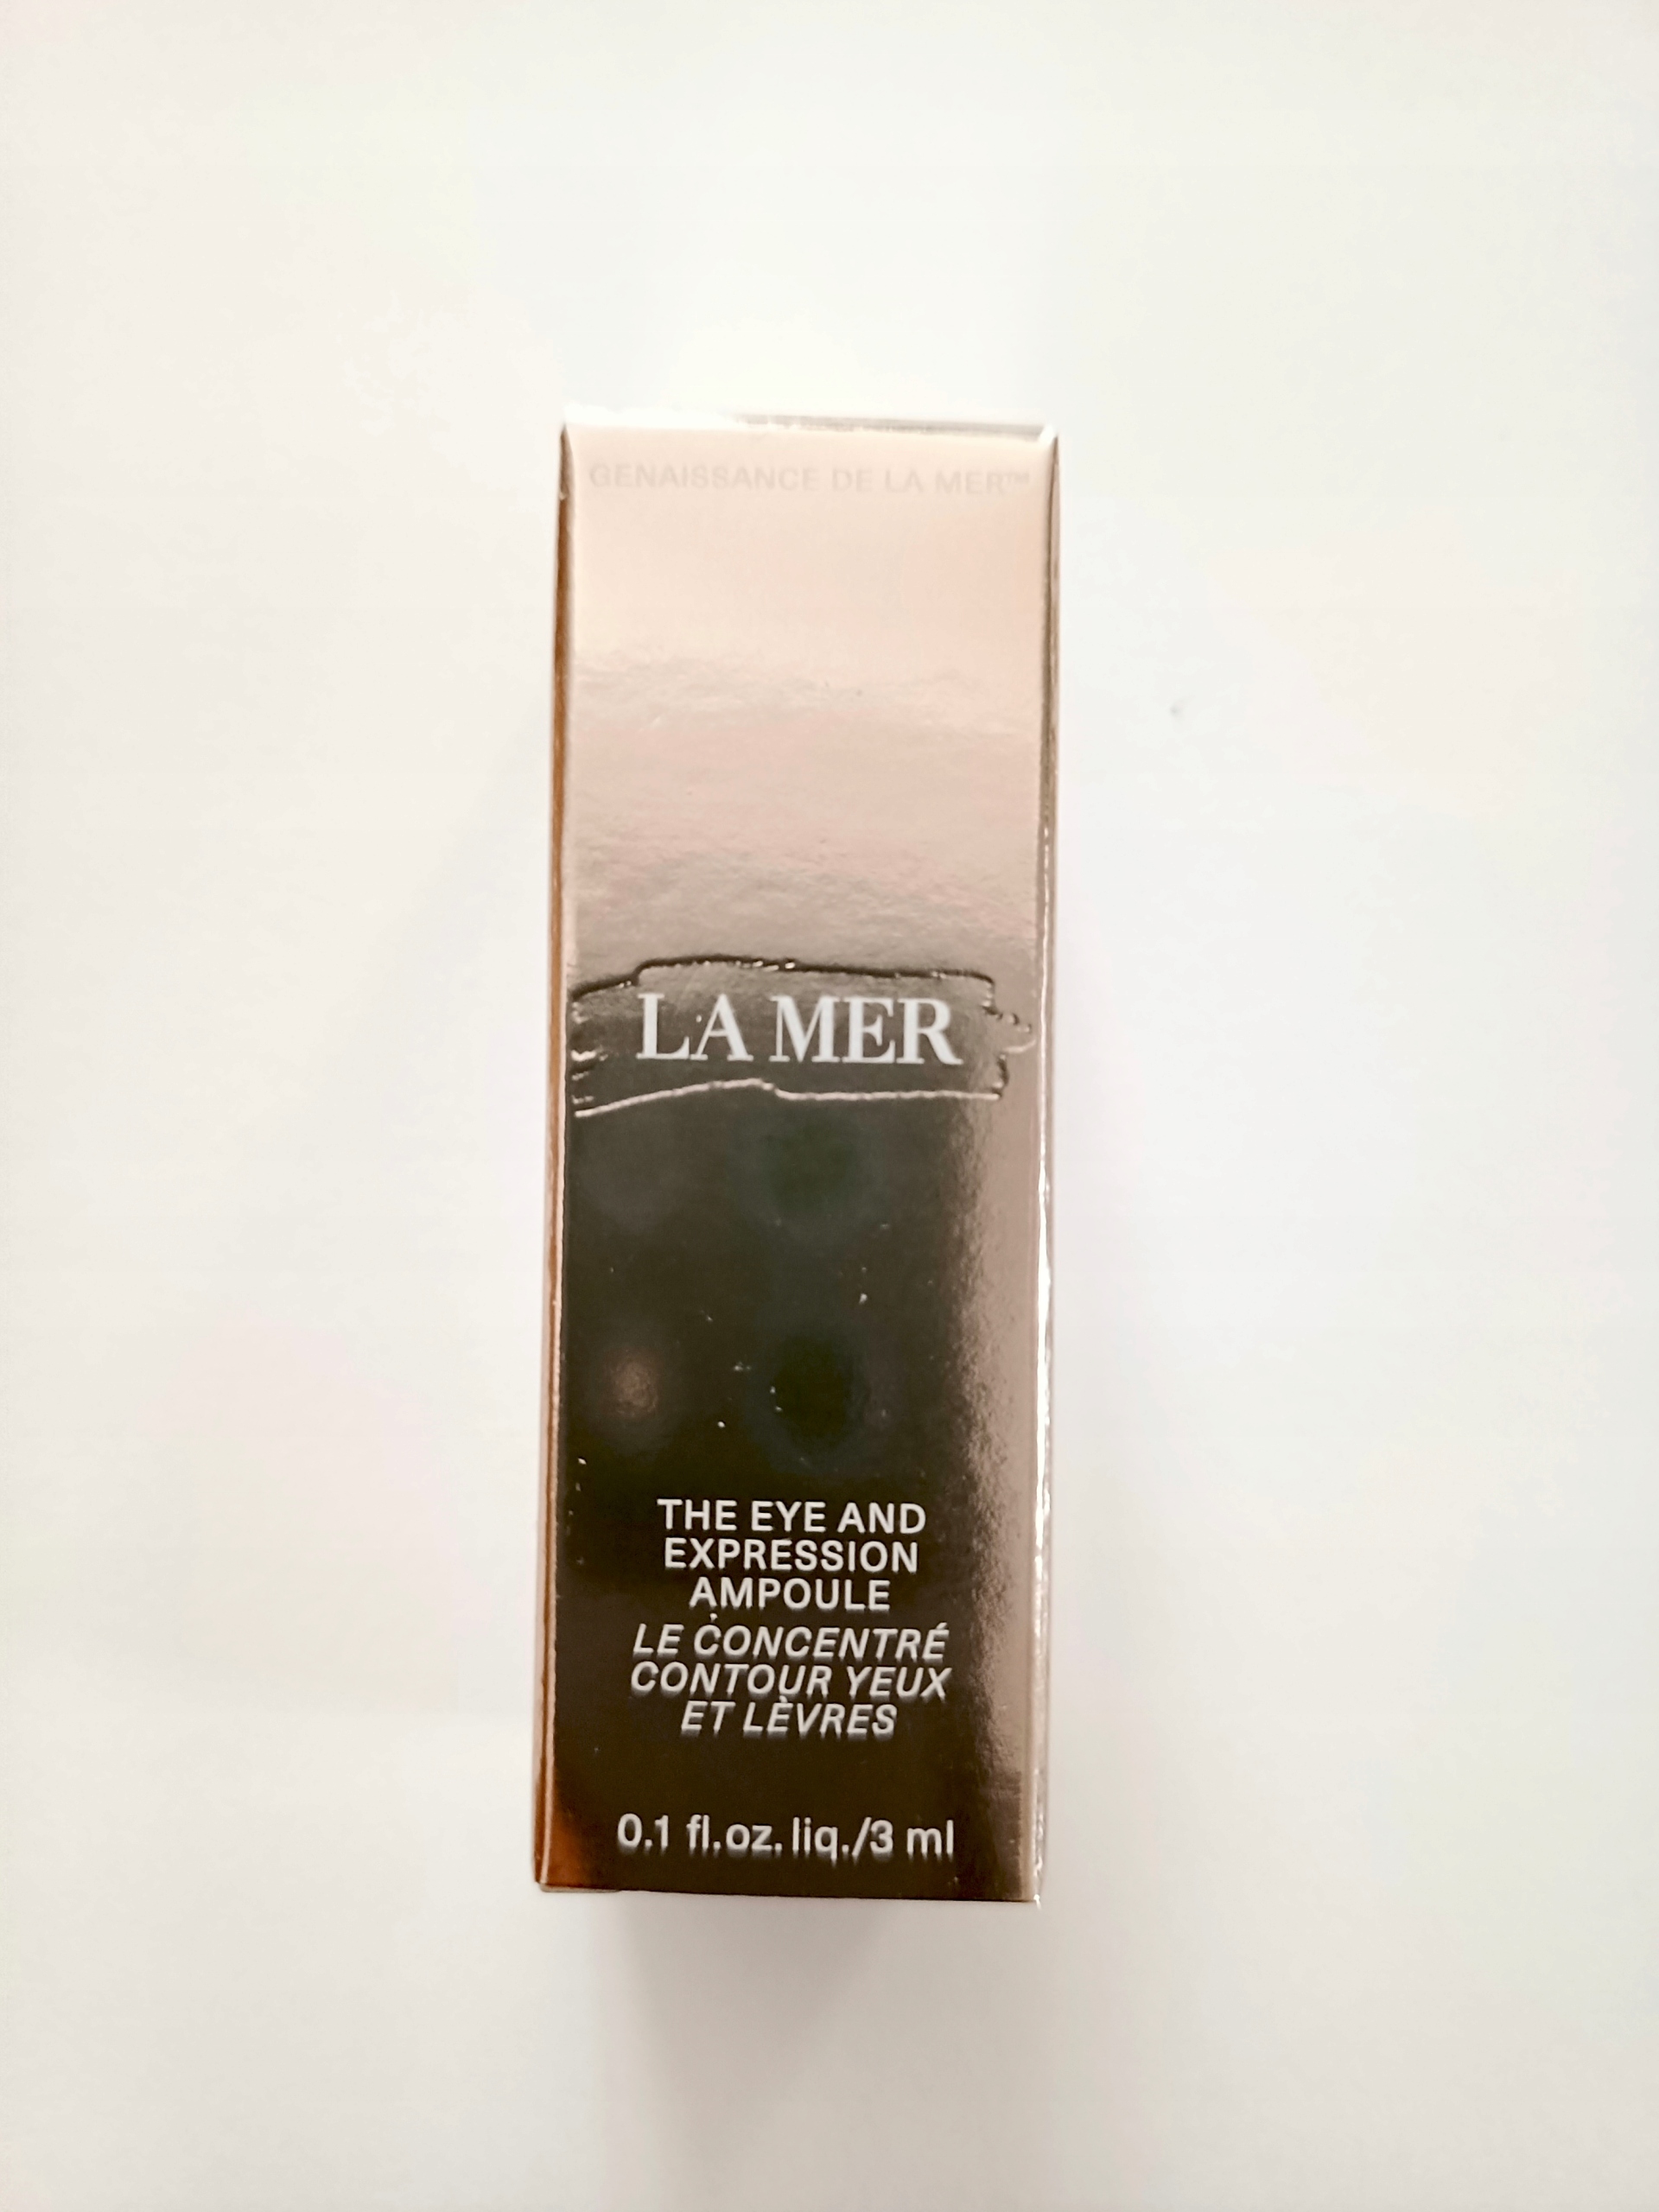 GENAISSANCE DE LA MER™
LA MER
THE EYE AND
EXPRESSION
AMPOULE
LE CONCENTRÉ
CONTOUR YEUX
ET LÈVRES
0.1 fl.oz.liq./3 ml